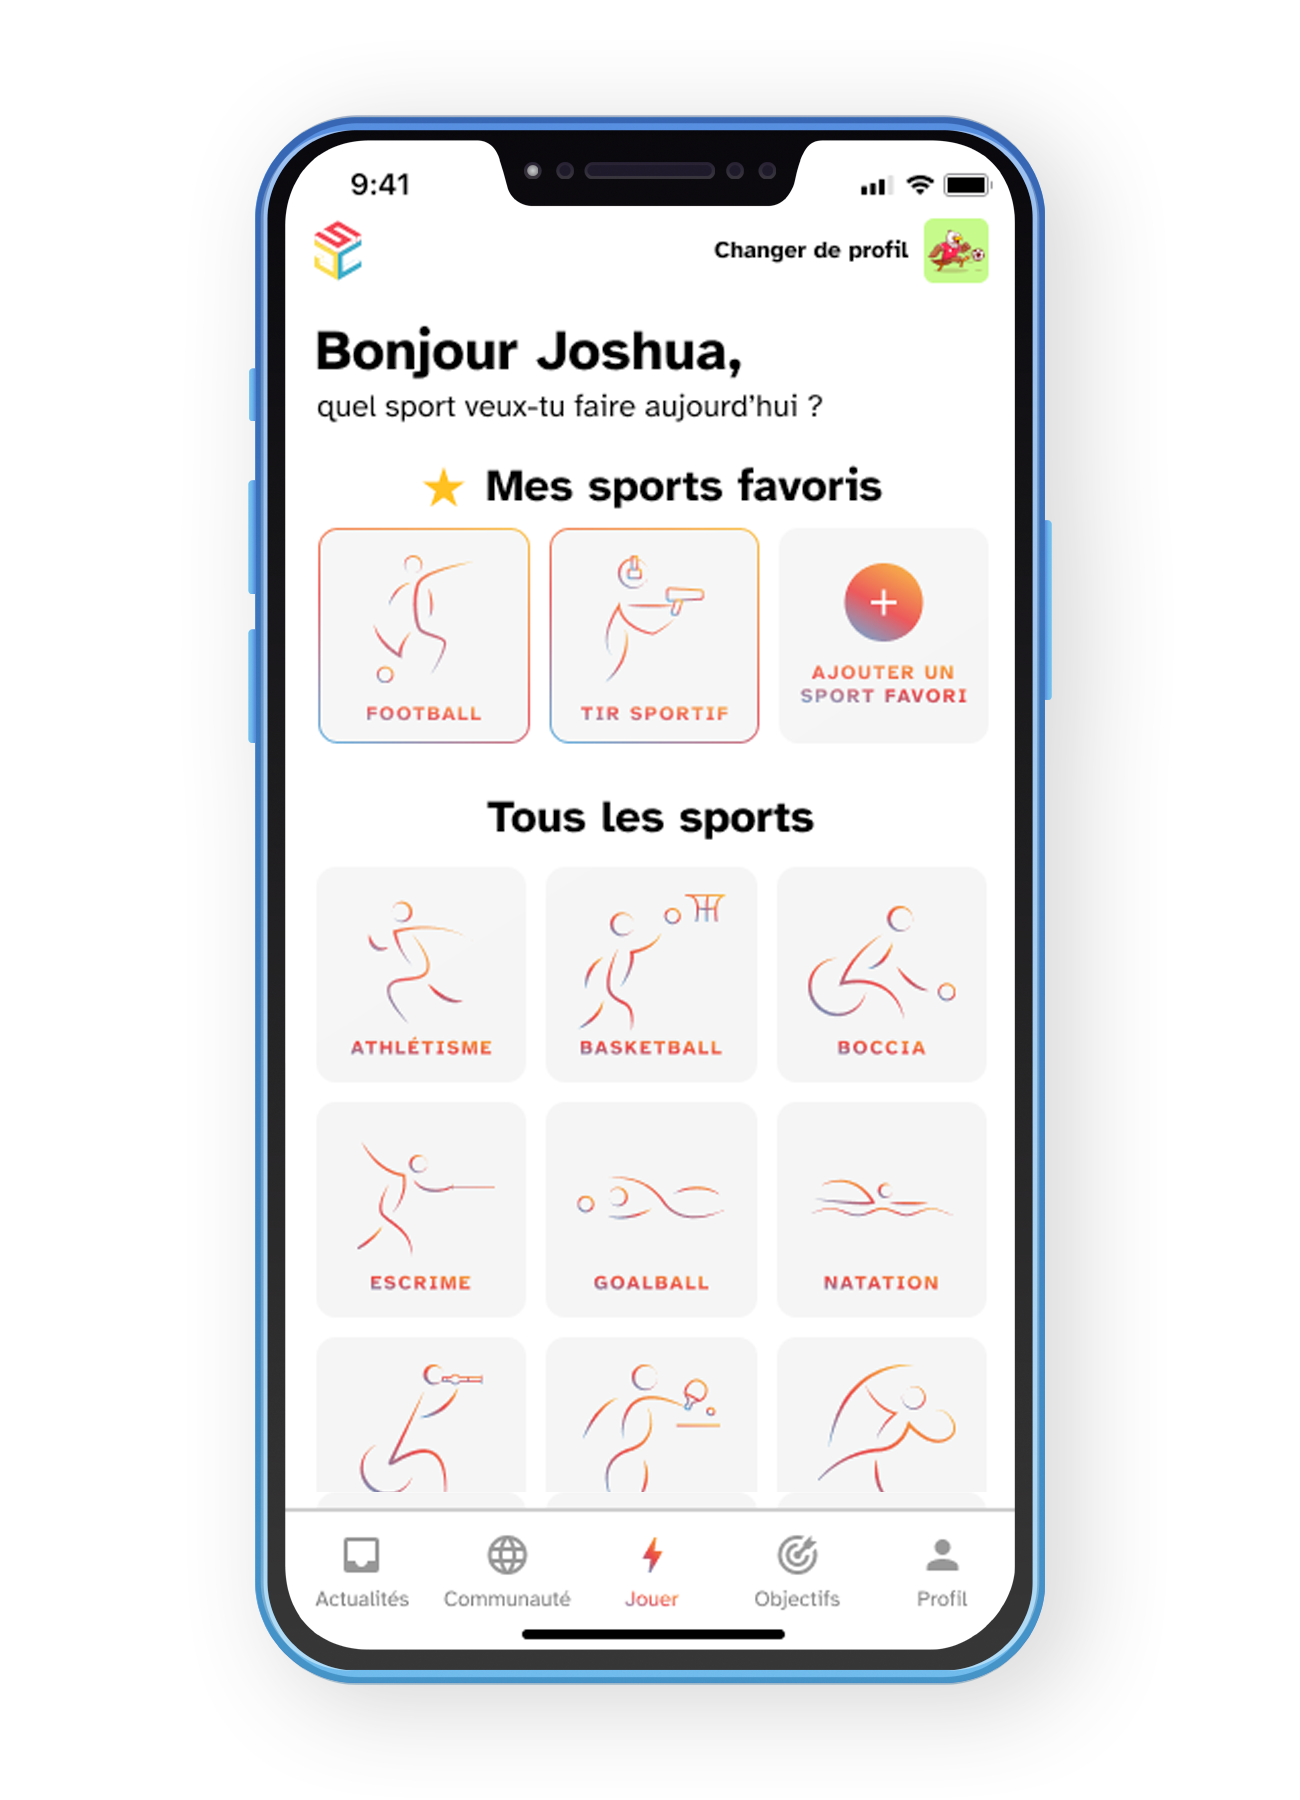 9:41
Changer de profil
Bonjour Joshua,
quel sport veux-tu faire aujourd’hui ?
Mes sports favoris
FOOTBALL
TIR SPORTIF
AJOUTER UN
SPORT FAVORI
Tous les sports
ATHLÉTISME
BASKETBALL
BOCCIA
ESCRIME
GOALBALL
NATATION
Actualités
Communauté
Jouer
Objectifs
Profil